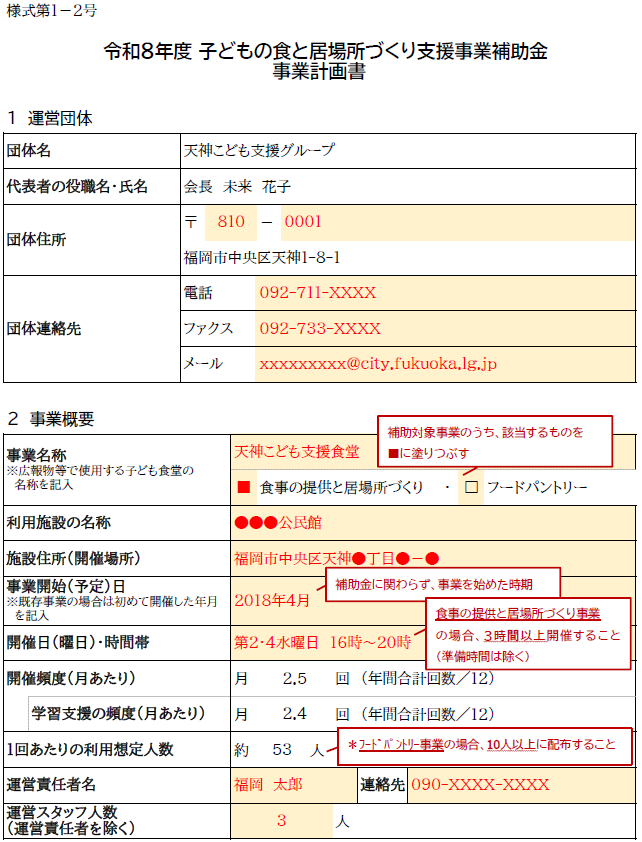 様式第1－2号
令和8年度 子どもの食と居場所づくり支援事業補助金
事業計画書
1 運営団体
団体名 天神こども支援グループ
代表者の役職名・氏名 会長 未来 花子
団体住所 〒 810 － 0001
福岡市中央区天神1-8-1
団体連絡先 電話 092-711-XXXX
ファクス 092-733-XXXX
メール xxxxxxxxx@city.fukuoka.lg.jp
2 事業概要
補助対象事業のうち、該当するものを
■に塗りつぶす
事業名称 天神こども支援食堂
※広報物等で使用する子ども食堂の
名称を記入
■ 食事の提供と居場所づくり ・ □ フードパントリー
利用施設の名称 ●●●公民館
施設住所(開催場所) 福岡市中央区天神●丁目●－●
事業開始(予定)日 2018年4月
※既存事業の場合は初めて開催した年月
を記入
補助金に関わらず、事業を始めた時期
開催日(曜日)・時間帯 第2・4水曜日 16時～20時
食事の提供と居場所づくり事業
の場合、3時間以上開催すること
(準備時間は除く)
開催頻度(月あたり) 月 2.5 回 (年間合計回数／12)
学習支援の頻度(月あたり) 月 2.4 回 (年間合計回数／12)
1回あたりの利用想定人数 約 53 人
＊ﾌｰﾄﾞﾊﾟﾝﾄﾘｰ事業の場合、10人以上に配布すること
運営責任者名 福岡 太郎 連絡先 090-XXXX-XXXX
運営スタッフ人数
(運営責任者を除く) 3 人